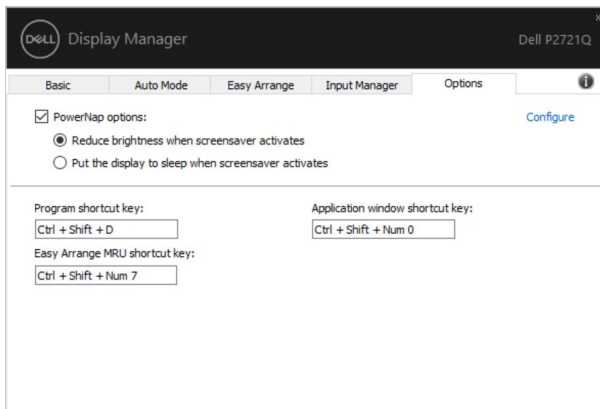 DELL Display Manager
Dell P2721Q
Basic Auto Mode Easy Arrange Input Manager Options
PowerNap options: Configure
Reduce brightness when screensaver activates
Put the display to sleep when screensaver activates
Program shortcut key: Application window shortcut key:
Ctrl + Shift + D Ctrl + Shift + Num 0
Easy Arrange MRU shortcut key:
Ctrl + Shift + Num 7